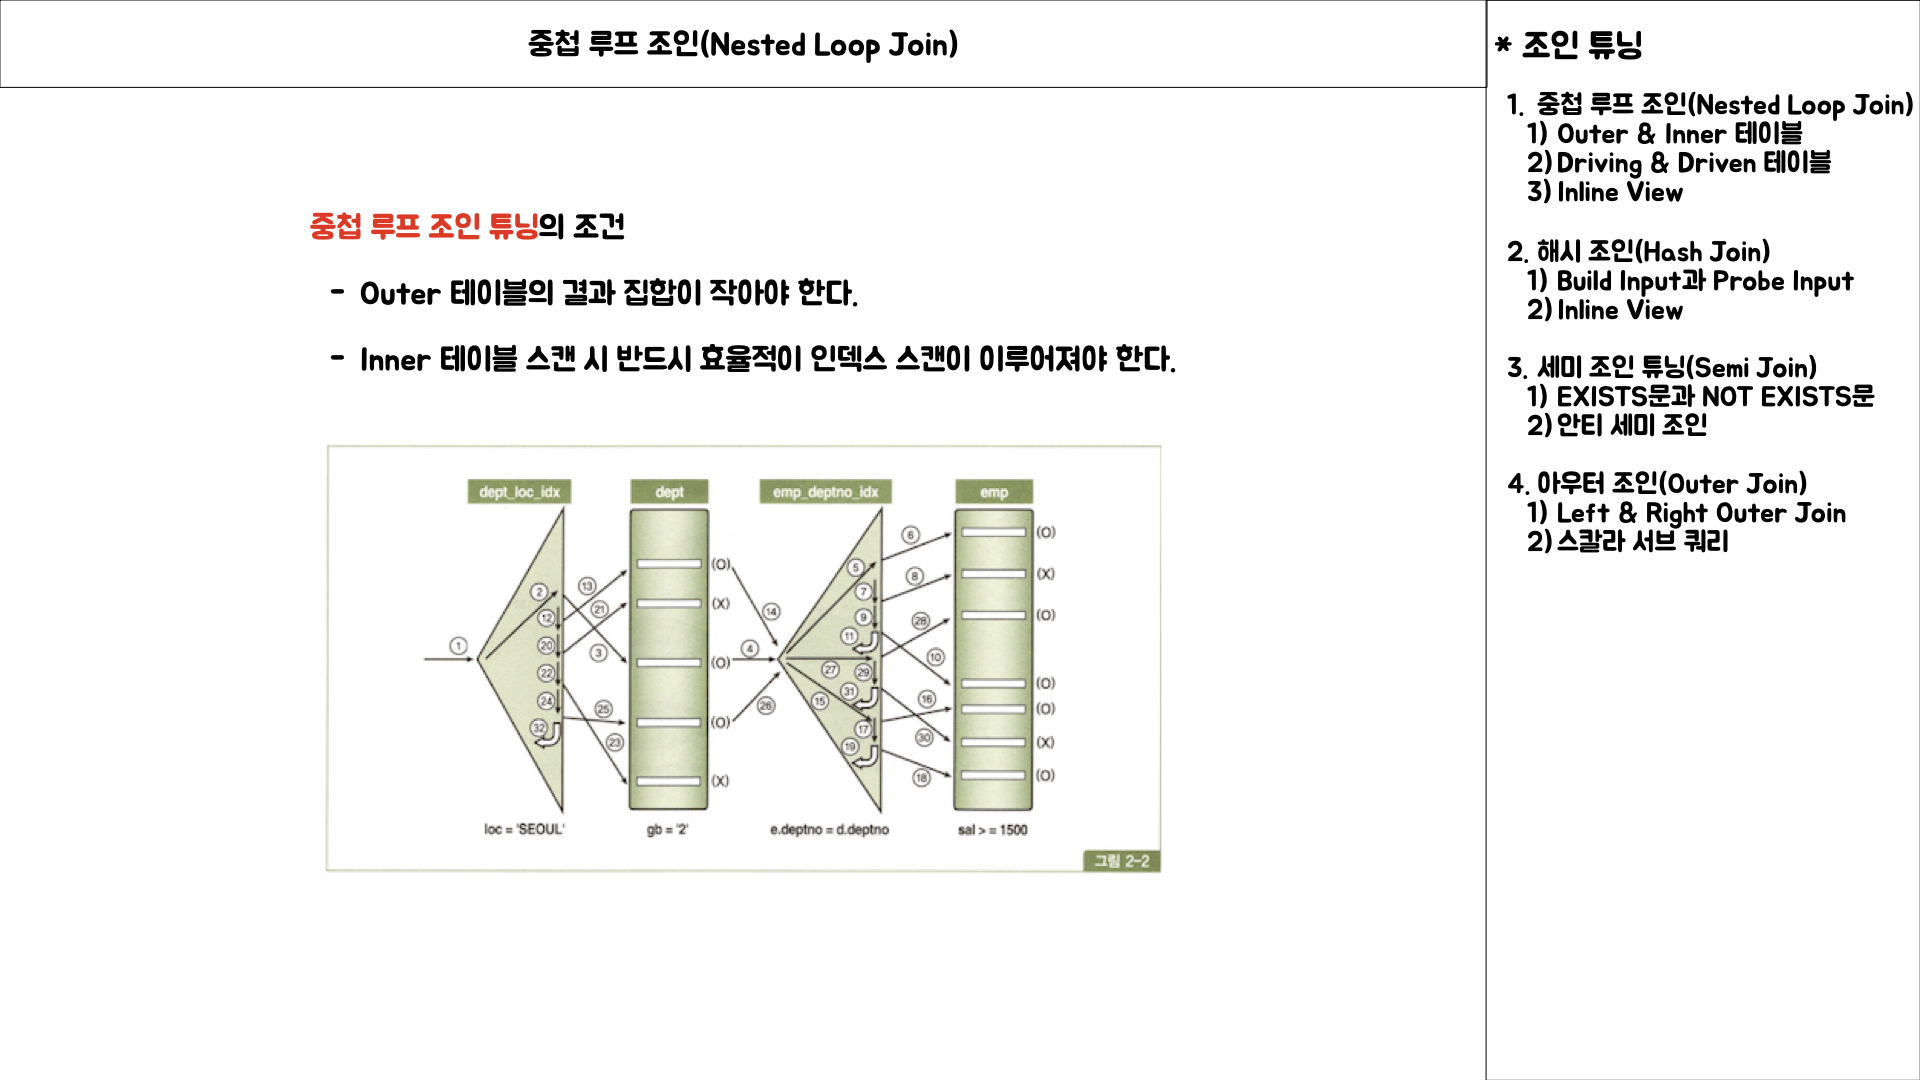 중첩 루프 조인(Nested Loop Join)
중첩 루프 조인 튜닝의 조건
- Outer 테이블의 결과 집합이 작아야 한다.
- Inner 테이블 스캔 시 반드시 효율적이 인덱스 스캔이 이루어져야 한다.
dept_loc_idx dept emp_deptno_idx emp
6 (O)
(O) 5 8 (X)
2 13 7
12 21 (X) 14 9 28 (O)
1 20 3 (O) 4 11 10
22 27 29 (O)
24 25 (O) 26 15 31 16 (O)
32 23 17 30 (X)
(X) 19 18 (O)
loc = 'SEOUL' gb = '2' e.deptno = d.deptno sal > = 1500
그림 2-2
* 조인 튜닝
1. 중첩 루프 조인(Nested Loop Join)
1) Outer & Inner 테이블
2) Driving & Driven 테이블
3) Inline View
2. 해시 조인(Hash Join)
1) Build Input과 Probe Input
2) Inline View
3. 세미 조인 튜닝(Semi Join)
1) EXISTS문과 NOT EXISTS문
2) 안티 세미 조인
4. 아우터 조인(Outer Join)
1) Left & Right Outer Join
2) 스칼라 서브 쿼리